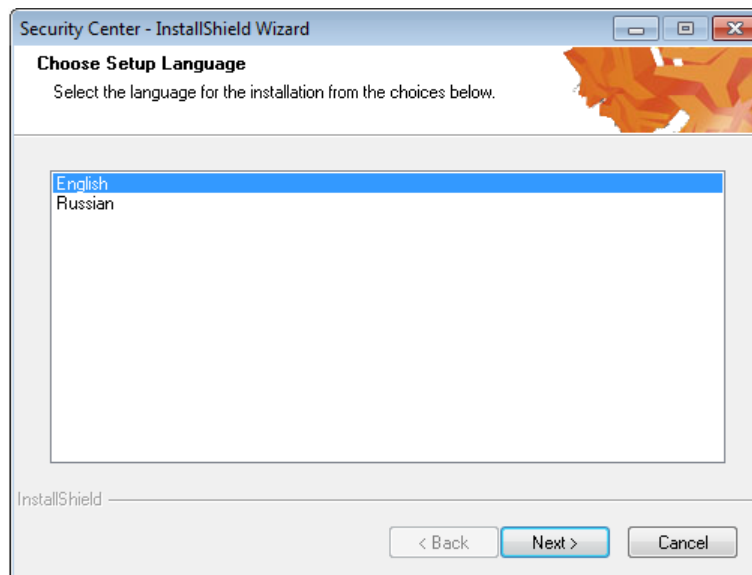 Security Center - InstallShield Wizard
Choose Setup Language
Select the language for the installation from the choices below.
English
Russian
InstallShield
< Back
Next >
Cancel